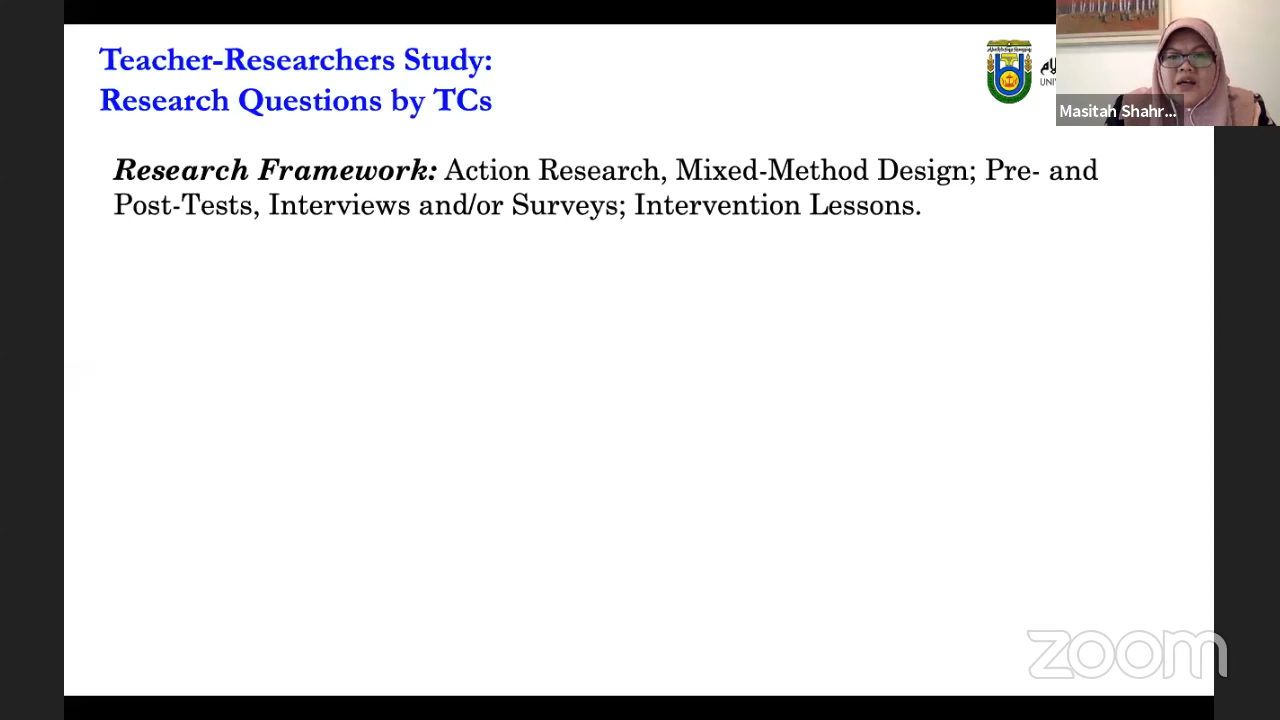 Teacher-Researchers Study:
Research Questions by TCs
Research Framework: Action Research, Mixed-Method Design; Pre- and
Post-Tests, Interviews and/or Surveys; Intervention Lessons.
Masitah Shahr...
zoom